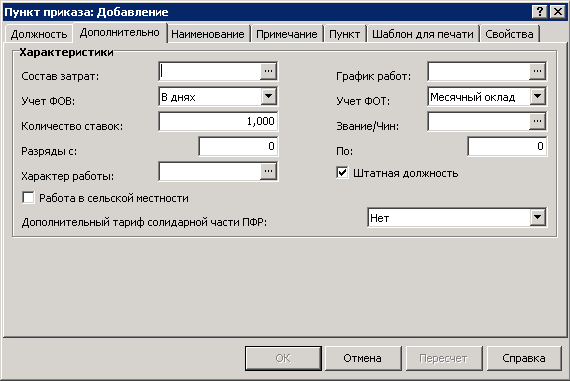 Пункт приказа: Добавление
Должность Дополнительно Наименование Примечание Пункт Шаблон для печати Свойства
Характеристики
Состав затрат: ... График работ: ...
Учет ФОВ: В днях Учет ФОТ: Месячный оклад
Количество ставок: 1,000 Звание/Чин: ...
Разряды с: 0 По: 0
Характер работы: ... Штатная должность
Работа в сельской местности
Дополнительный тариф солидарной части ПФР: Нет
ОК Отмена Пересчет Справка